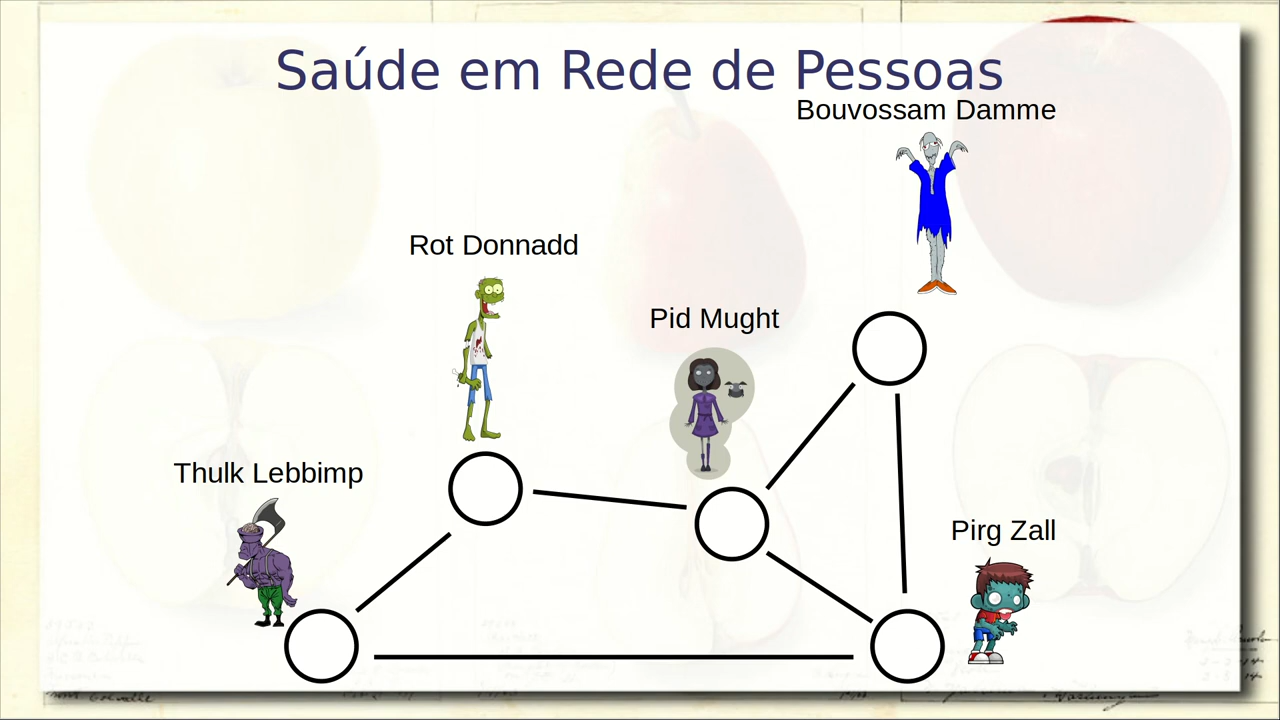 Saúde em Rede de Pessoas
Bouvossam Damme
Rot Donnadd
Pid Mught
Thulk Lebbimp
Pirg Zall